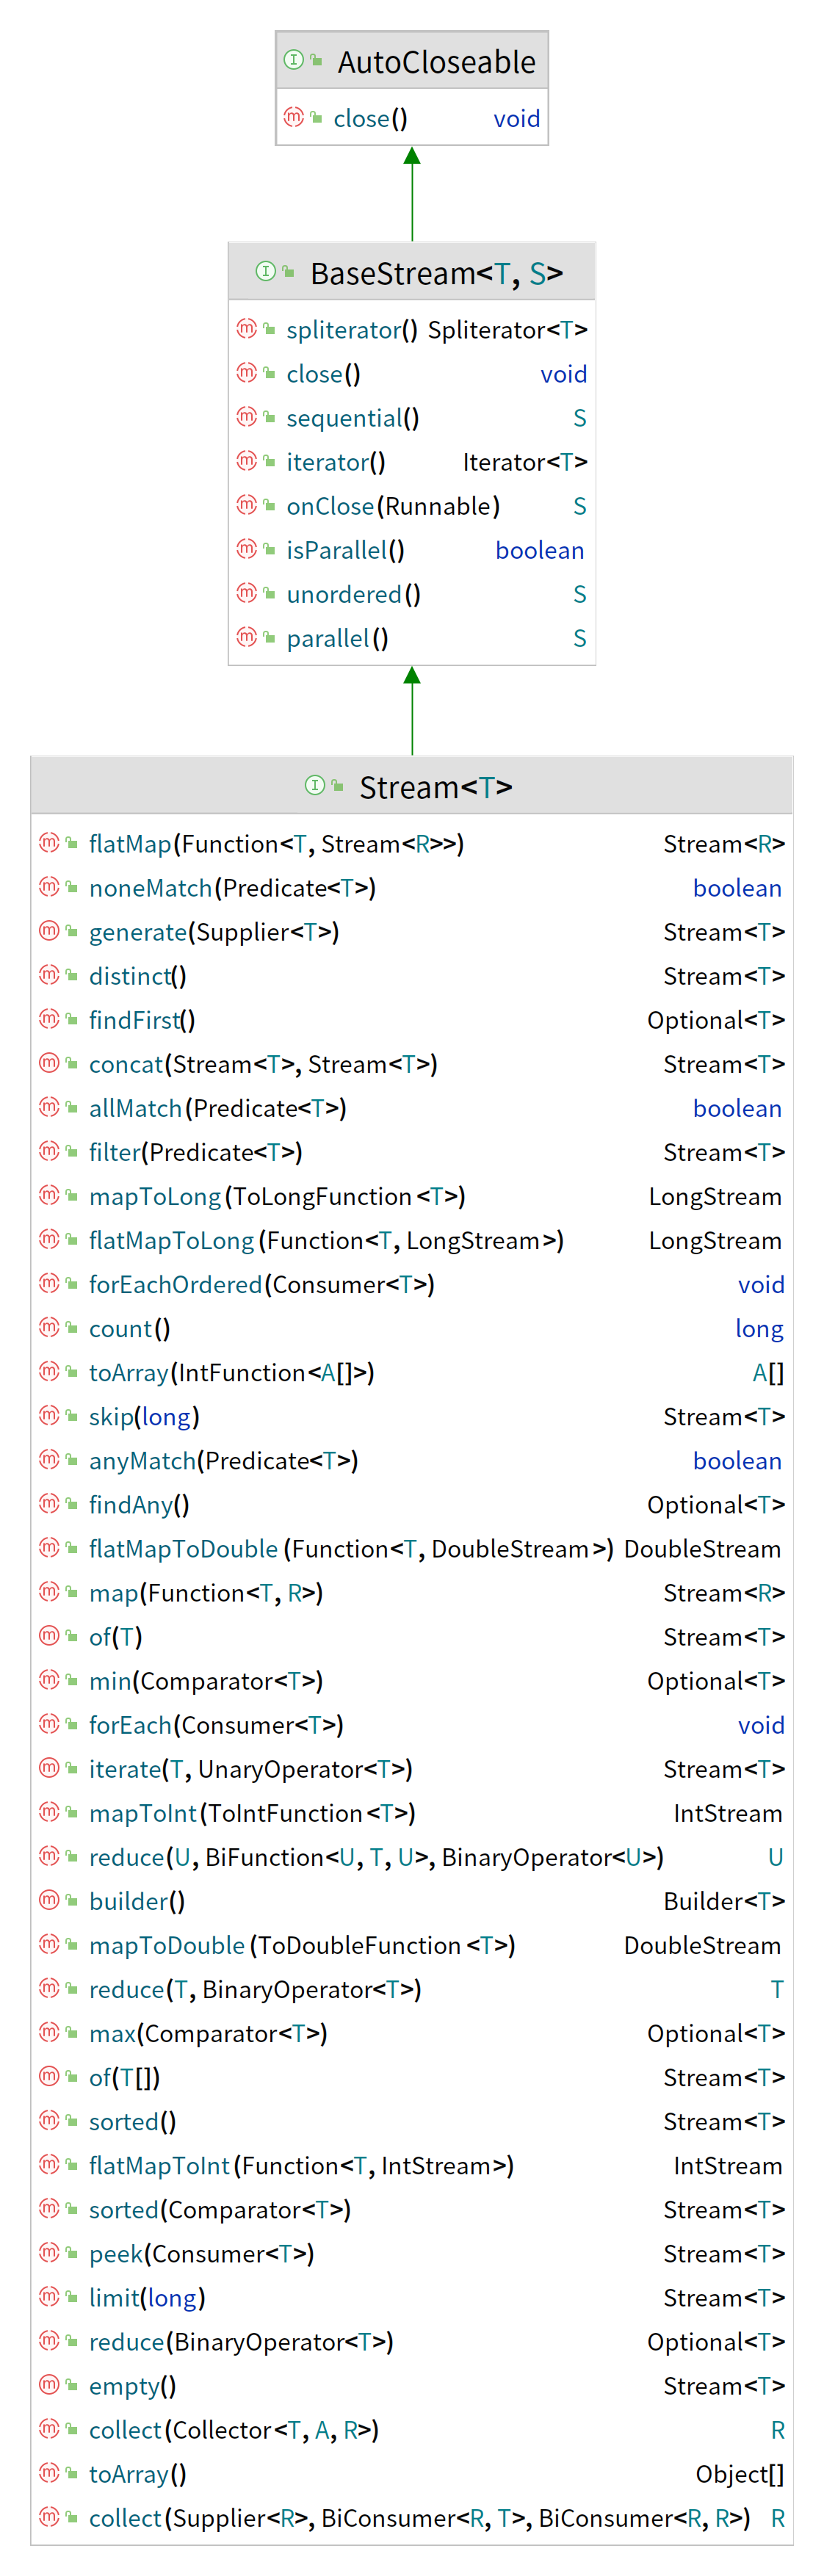 AutoCloseable
close() void
BaseStream<T, S>
spliterator() Spliterator<T>
close() void
sequential() S
iterator() Iterator<T>
onClose(Runnable) S
isParallel() boolean
unordered() S
parallel() S
Stream<T>
flatMap(Function<T, Stream<R>>) Stream<R>
noneMatch(Predicate<T>) boolean
generate(Supplier<T>) Stream<T>
distinct() Stream<T>
findFirst() Optional<T>
concat(Stream<T>, Stream<T>) Stream<T>
allMatch(Predicate<T>) boolean
filter(Predicate<T>) Stream<T>
mapToLong(ToLongFunction<T>) LongStream
flatMapToLong(Function<T, LongStream>) LongStream
forEachOrdered(Consumer<T>) void
count() long
toArray(IntFunction<A[]>) A[]
skip(long) Stream<T>
anyMatch(Predicate<T>) boolean
findAny() Optional<T>
flatMapToDouble(Function<T, DoubleStream>) DoubleStream
map(Function<T, R>) Stream<R>
of(T) Stream<T>
min(Comparator<T>) Optional<T>
forEach(Consumer<T>) void
iterate(T, UnaryOperator<T>) Stream<T>
mapToInt(ToIntFunction<T>) IntStream
reduce(U, BiFunction<U, T, U>, BinaryOperator<U>) U
builder() Builder<T>
mapToDouble(ToDoubleFunction<T>) DoubleStream
reduce(T, BinaryOperator<T>) T
max(Comparator<T>) Optional<T>
of(T[]) Stream<T>
sorted() Stream<T>
flatMapToInt(Function<T, IntStream>) IntStream
sorted(Comparator<T>) Stream<T>
peek(Consumer<T>) Stream<T>
limit(long) Stream<T>
reduce(BinaryOperator<T>) Optional<T>
empty() Stream<T>
collect(Collector<T, A, R>) R
toArray() Object[]
collect(Supplier<R>, BiConsumer<R, T>, BiConsumer<R, R>) R